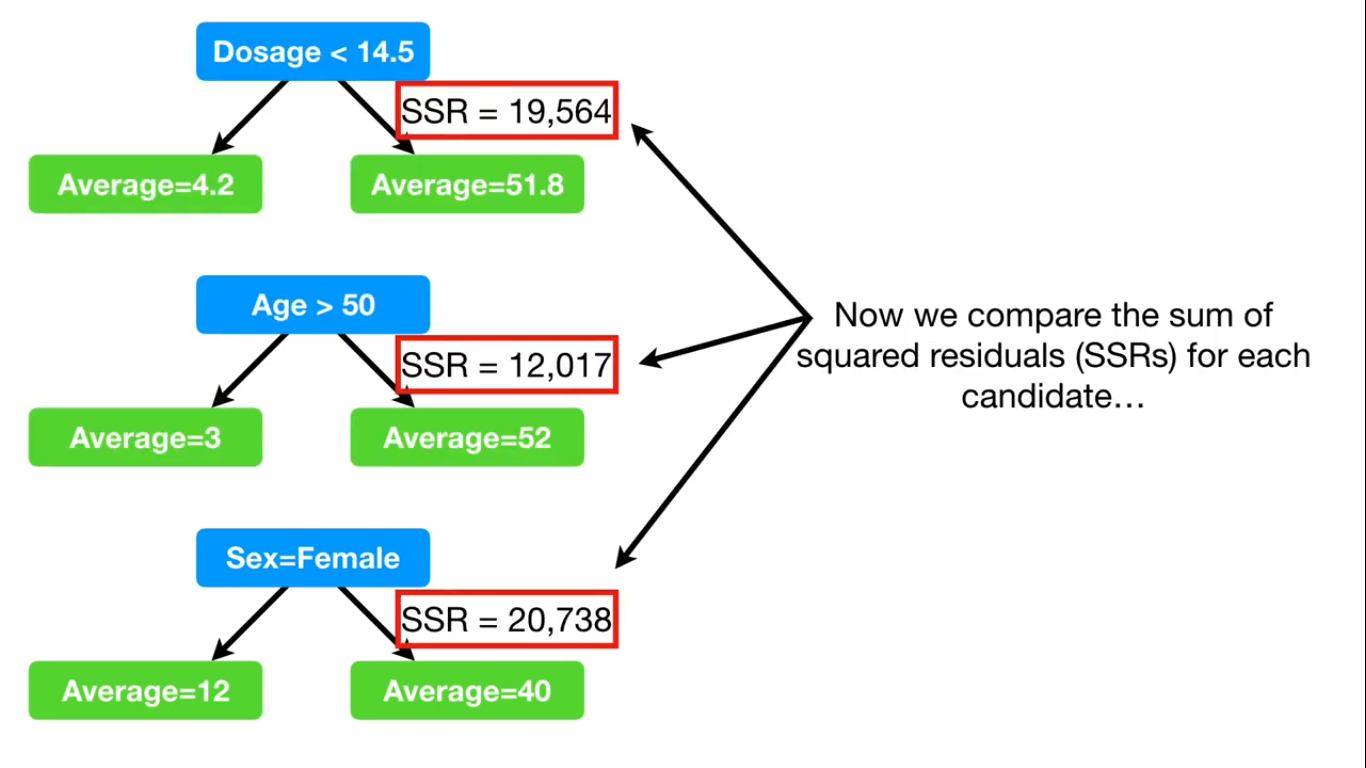 Dosage < 14.5
SSR = 19,564
Average=4.2
Average=51.8
Age > 50
SSR = 12,017
Average=3
Average=52
Sex=Female
SSR = 20,738
Average=12
Average=40
Now we compare the sum of
squared residuals (SSRs) for each
candidate…